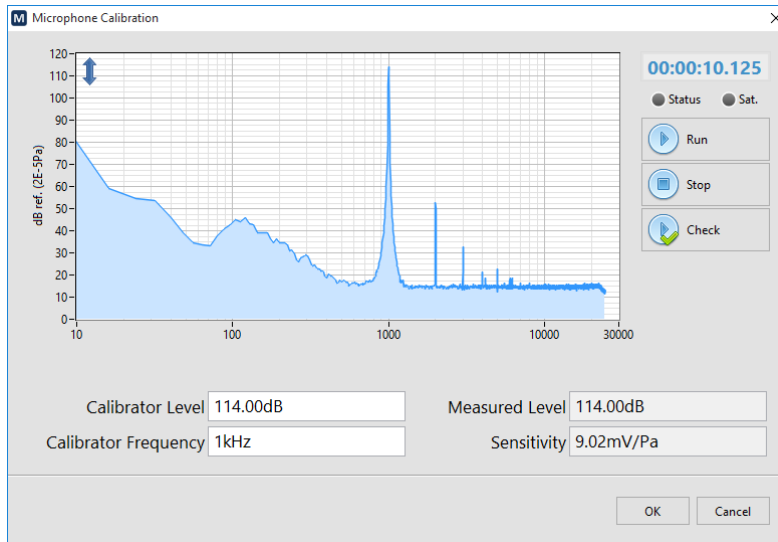 M Microphone Calibration
120
110
100
90
80
70
60
50
40
30
20
10
0
dB ref. (2E-5Pa)
10 100 1000 10000 30000
00:00:10.125
Status Sat.
Run
Stop
Check
Calibrator Level 114.00dB Measured Level 114.00dB
Calibrator Frequency 1kHz Sensitivity 9.02mV/Pa
OK Cancel